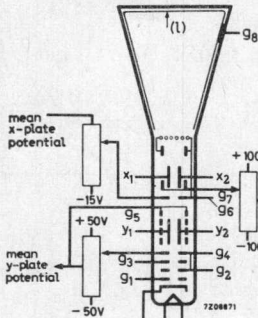 (l)
g8
mean
x-plate
potential
-15V
x1
x2
g7
g6
+100
-100
g5
+50V
y1
y2
mean
y-plate
potential
g3
g4
g1
g2
-50V
7Z06871